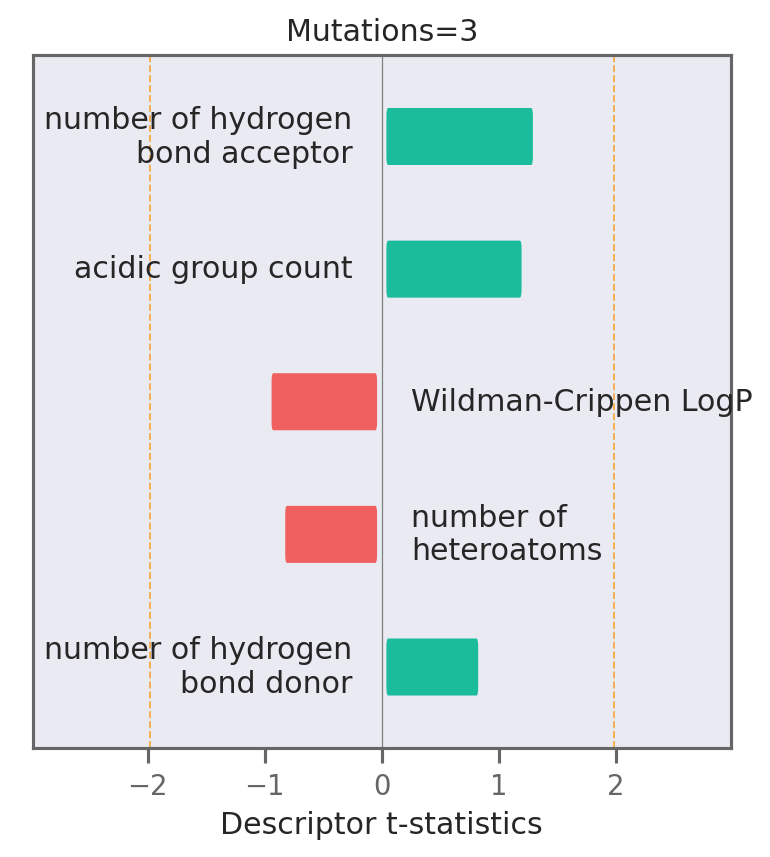 Mutations=3
number of hydrogen
bond acceptor
acidic group count
Wildman-Crippen LogP
number of
heteroatoms
number of hydrogen
bond donor
−2 −1 0 1 2
Descriptor t-statistics